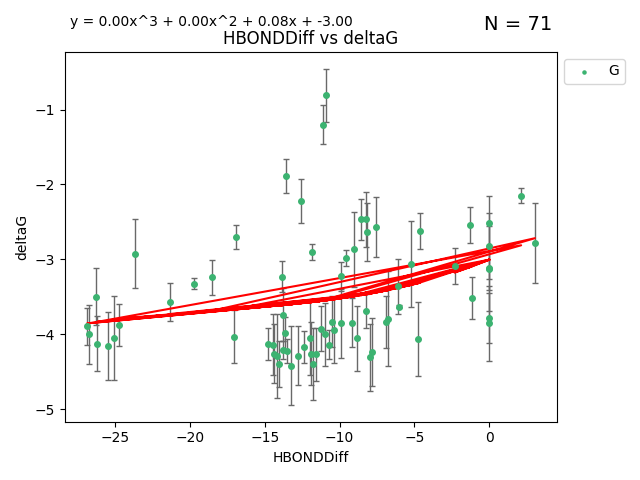 y = 0.00x^3 + 0.00x^2 + 0.08x + -3.00
N = 71
HBONDDiff vs deltaG
G
deltaG
−1
−2
−3
−4
−5
−25
−20
−15
−10
−5
0
HBONDDiff